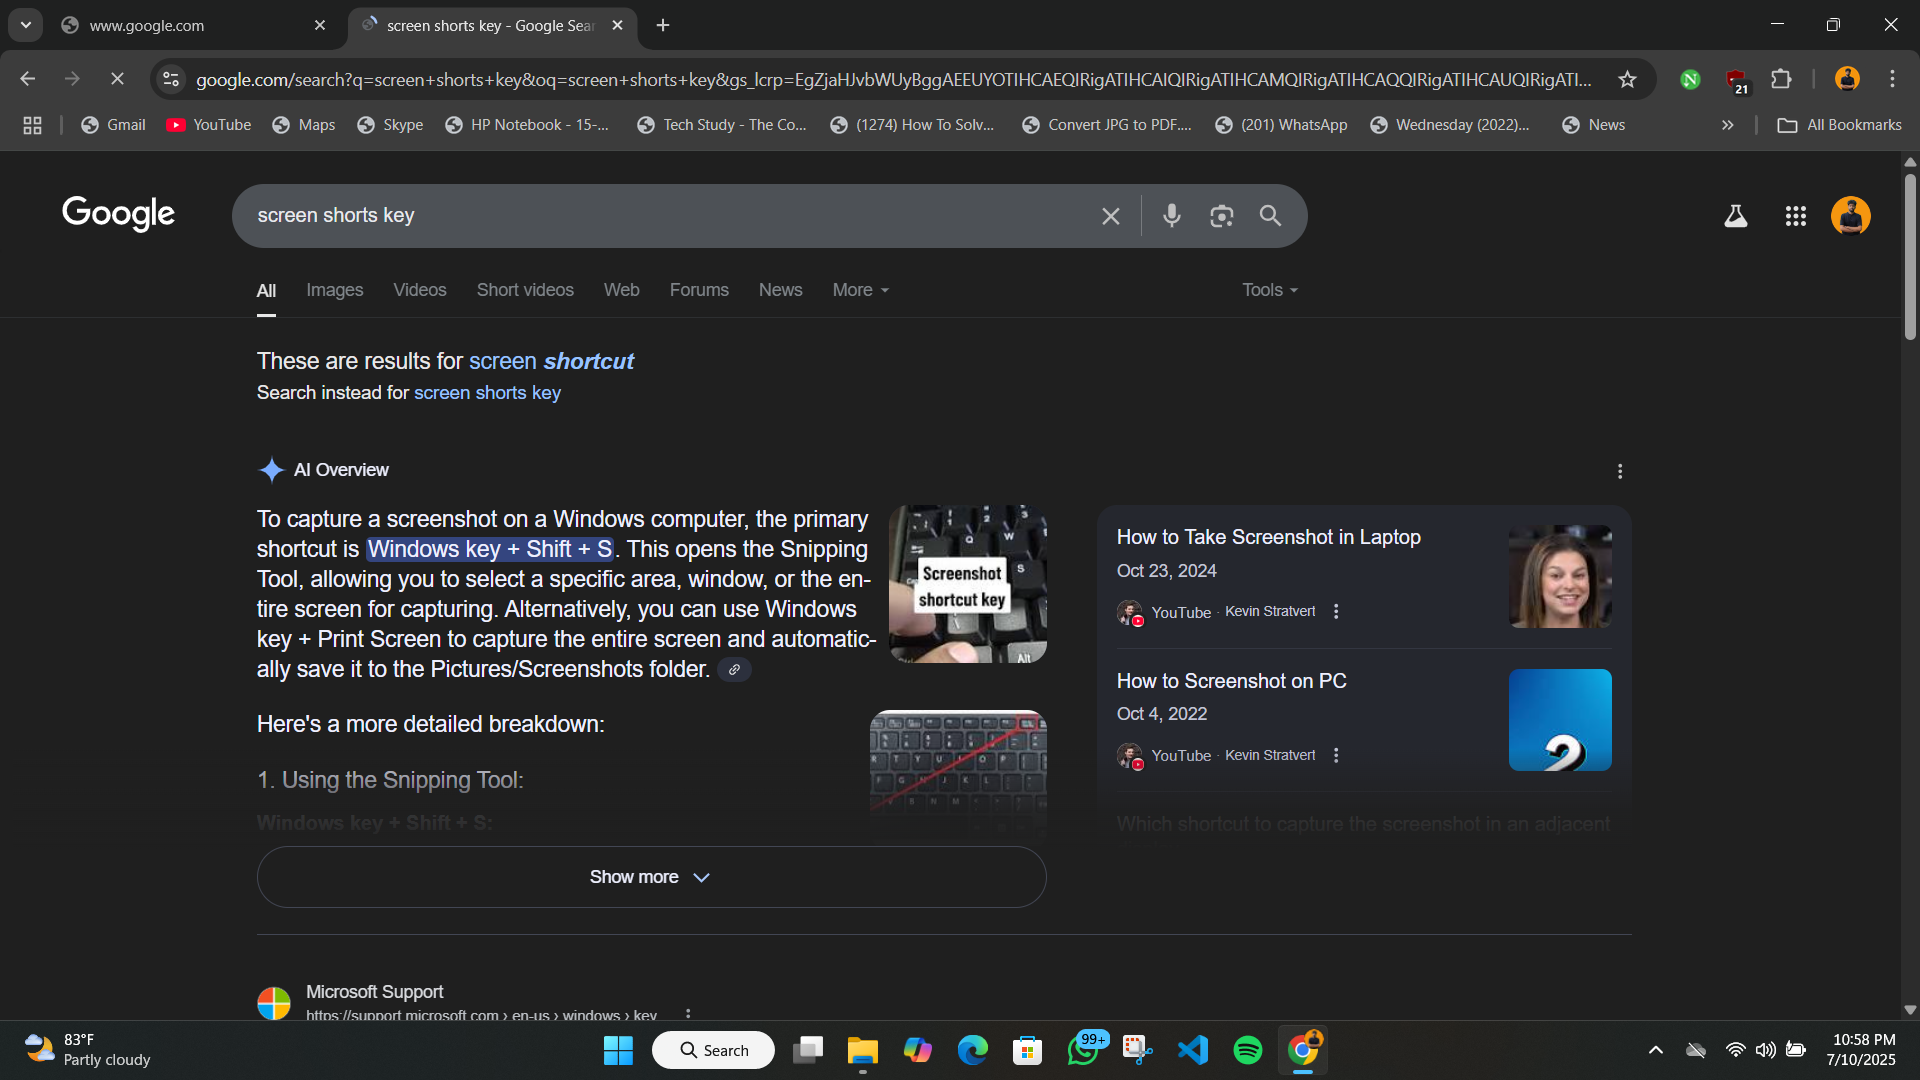 www.google.com
screen shorts key - Google Sear
google.com/search?q=screen+shorts+key&oq=screen+shorts+key&gs_lcrp=EgZjaHJvbWUyBggAEEUYOTIHCAEQIRigATIHCAIQIRigATIHCAMQIRigATIHCAQQIRigATIHCAUQIRigATI...
21
Gmail YouTube Maps Skype HP Notebook - 15-... Tech Study - The Co... (1274) How To Solv... Convert JPG to PDF.... (201) WhatsApp Wednesday (2022)... News » All Bookmarks
Google
screen shorts key
All Images Videos Short videos Web Forums News More Tools
These are results for screen shortcut
Search instead for screen shorts key
AI Overview
To capture a screenshot on a Windows computer, the primary
shortcut is Windows key + Shift + S. This opens the Snipping
Tool, allowing you to select a specific area, window, or the en-
tire screen for capturing. Alternatively, you can use Windows
key + Print Screen to capture the entire screen and automatic-
ally save it to the Pictures/Screenshots folder.
Screenshot
shortcut key
Here's a more detailed breakdown:
1. Using the Snipping Tool:
Windows key + Shift + S:
Show more
How to Take Screenshot in Laptop
Oct 23, 2024
YouTube · Kevin Stratvert
How to Screenshot on PC
Oct 4, 2022
YouTube · Kevin Stratvert
2
Which shortcut to capture the screenshot in an adjacent
Microsoft Support
https://support.microsoft.com › en-us › windows › key
83°F
Partly cloudy
Search
99+
10:58 PM
7/10/2025